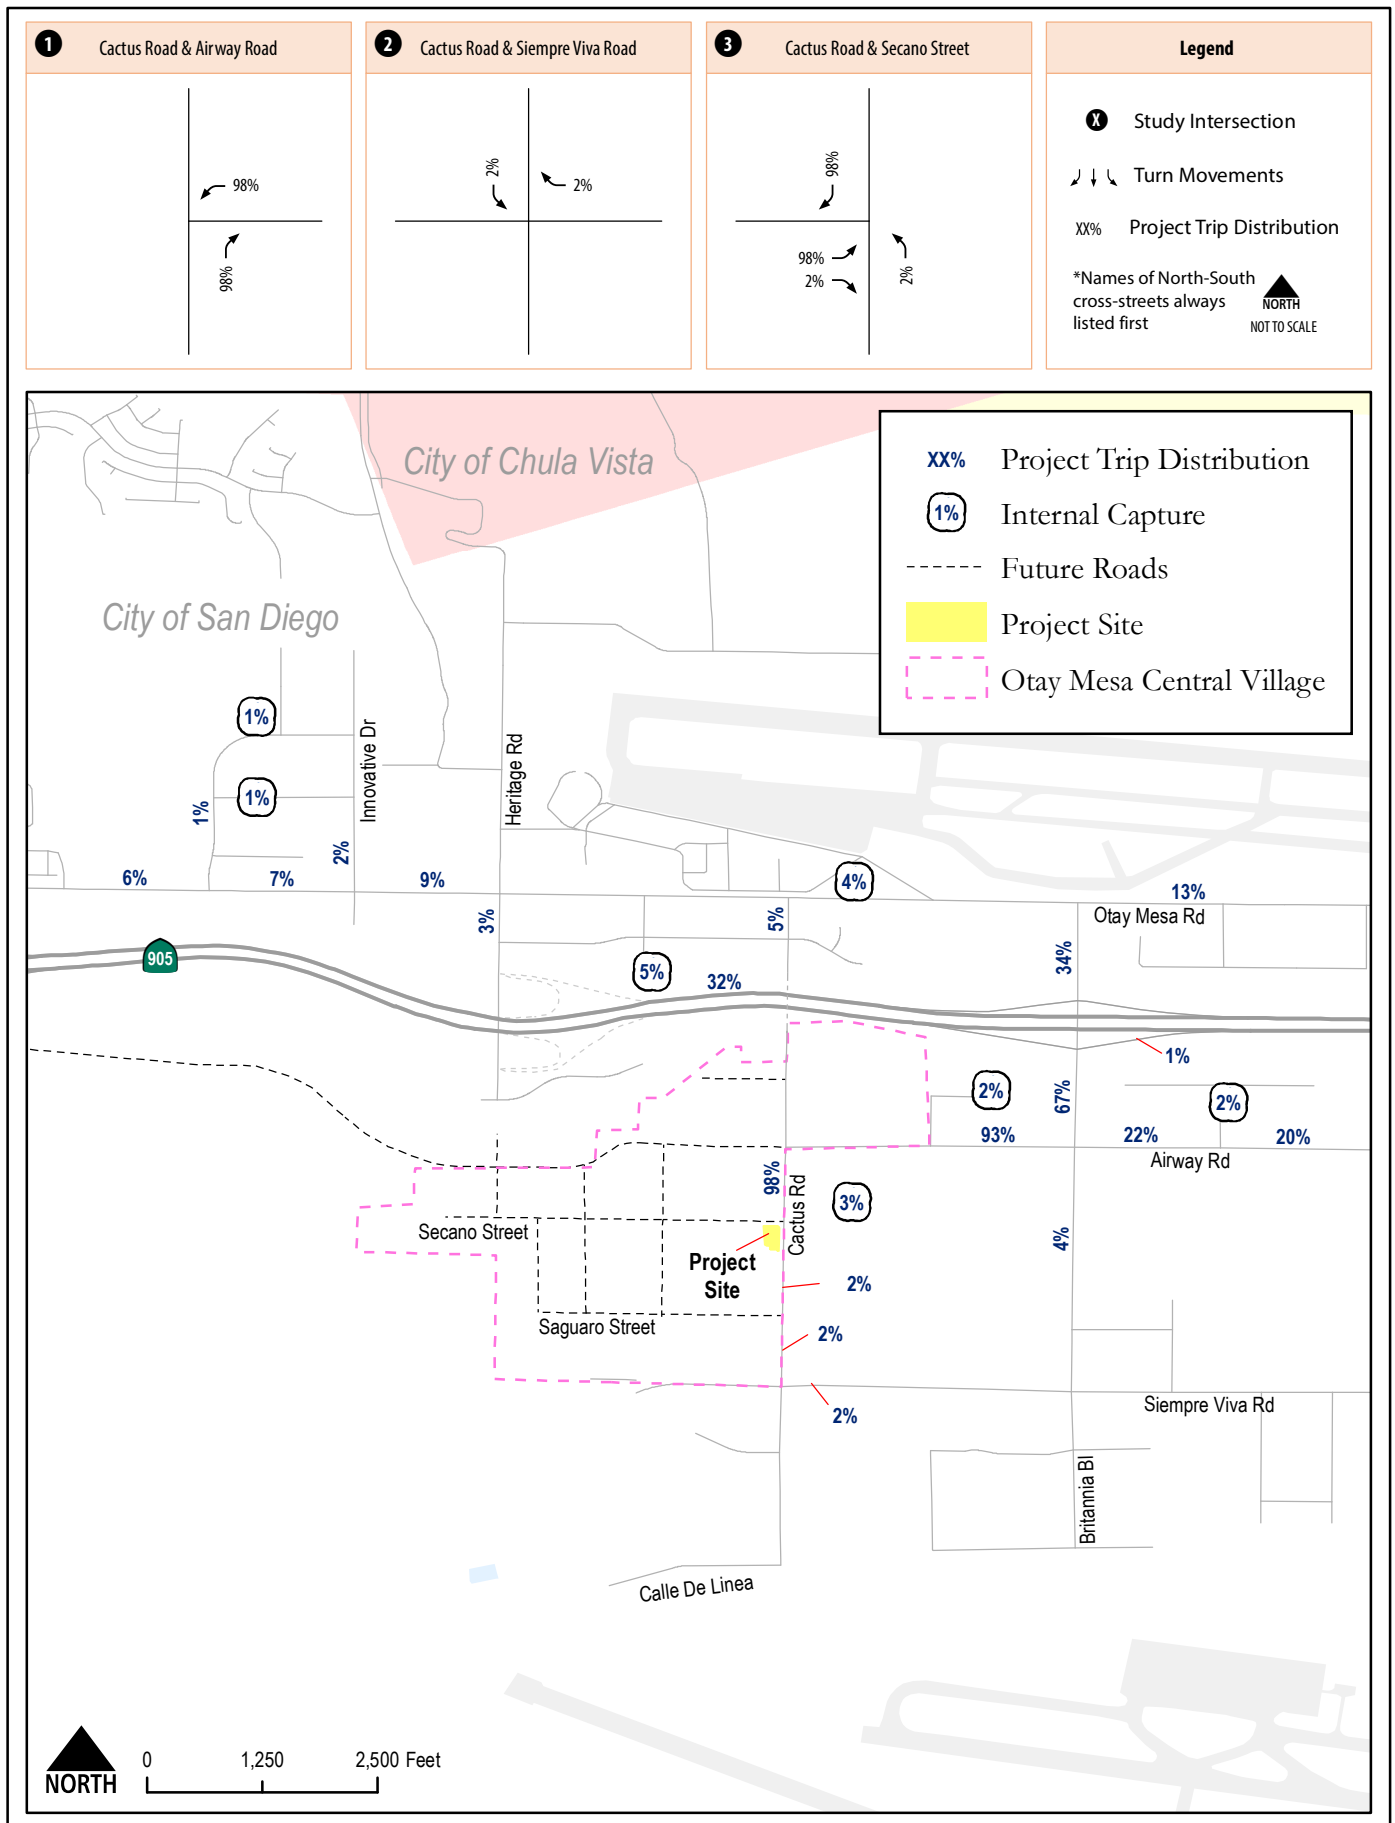 1 Cactus Road & Airway Road
98%
98%
2 Cactus Road & Siempre Viva Road
2%
2%
3 Cactus Road & Secano Street
98%
98%
2%
2%
Legend
X Study Intersection
Turn Movements
XX% Project Trip Distribution
*Names of North-South
cross-streets always
listed first
NORTH
NOT TO SCALE
City of Chula Vista
City of San Diego
XX% Project Trip Distribution
1% Internal Capture
Future Roads
Project Site
Otay Mesa Central Village
1%
1%
1%
Innovative Dr
2%
Heritage Rd
6%
7%
9%
4%
13%
3%
5%
Otay Mesa Rd
905
5%
32%
34%
1%
2%
67%
2%
93%
22%
20%
Airway Rd
98%
Cactus Rd
3%
Secano Street
4%
Project
Site
2%
Saguaro Street
2%
Siempre Viva Rd
2%
Britannia Bl
Calle De Linea
NORTH
0 1,250 2,500 Feet